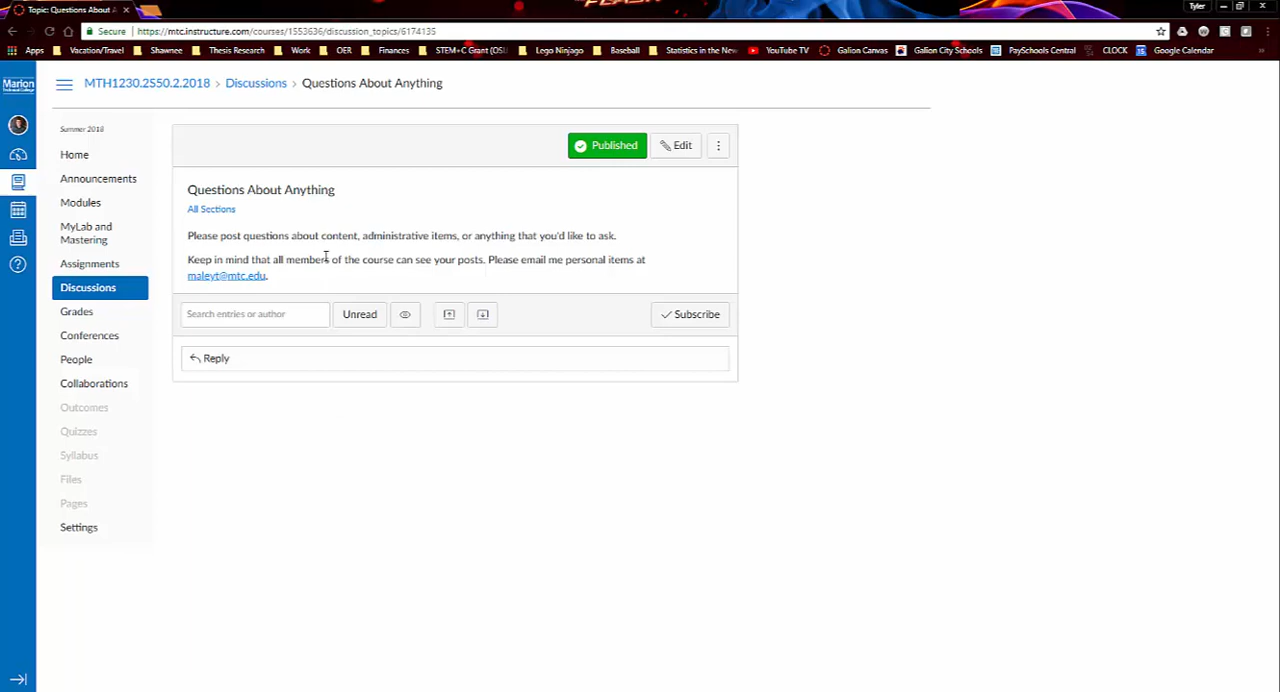 Topic: Questions About A
Tyler
Secure
https://mtc.instructure.com/courses/1553636/discussion_topics/6174135
Apps
Vacation/Travel
Shawnee
Thesis Research
Work
OER
Finances
STEM+C Grant (OSU
Lego Ninjago
Baseball
Statistics in the New
YouTube TV
Galion Canvas
Galion City Schools
PaySchools Central
CLOCK
Google Calendar
Marion
Technical College
MTH1230.2S50.2.2018 > Discussions > Questions About Anything
Summer 2018
Home
Announcements
Modules
MyLab and
Mastering
Assignments
Discussions
Grades
Conferences
People
Collaborations
Outcomes
Quizzes
Syllabus
Files
Pages
Settings
Published
Edit
Questions About Anything
All Sections
Please post questions about content, administrative items, or anything that you'd like to ask.
Keep in mind that all members of the course can see your posts. Please email me personal items at
maleyt@mtc.edu.
Search entries or author
Unread
Subscribe
Reply